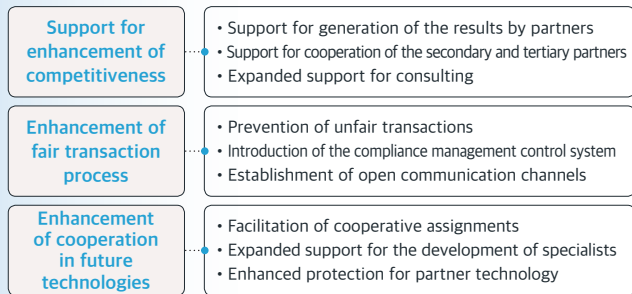 Support for
enhancement of
competitiveness
• Support for generation of the results by partners
• Support for cooperation of the secondary and tertiary partners
• Expanded support for consulting
Enhancement of
fair transaction
process
• Prevention of unfair transactions
• Introduction of the compliance management control system
• Establishment of open communication channels
Enhancement
of cooperation
in future
technologies
• Facilitation of cooperative assignments
• Expanded support for the development of specialists
• Enhanced protection for partner technology